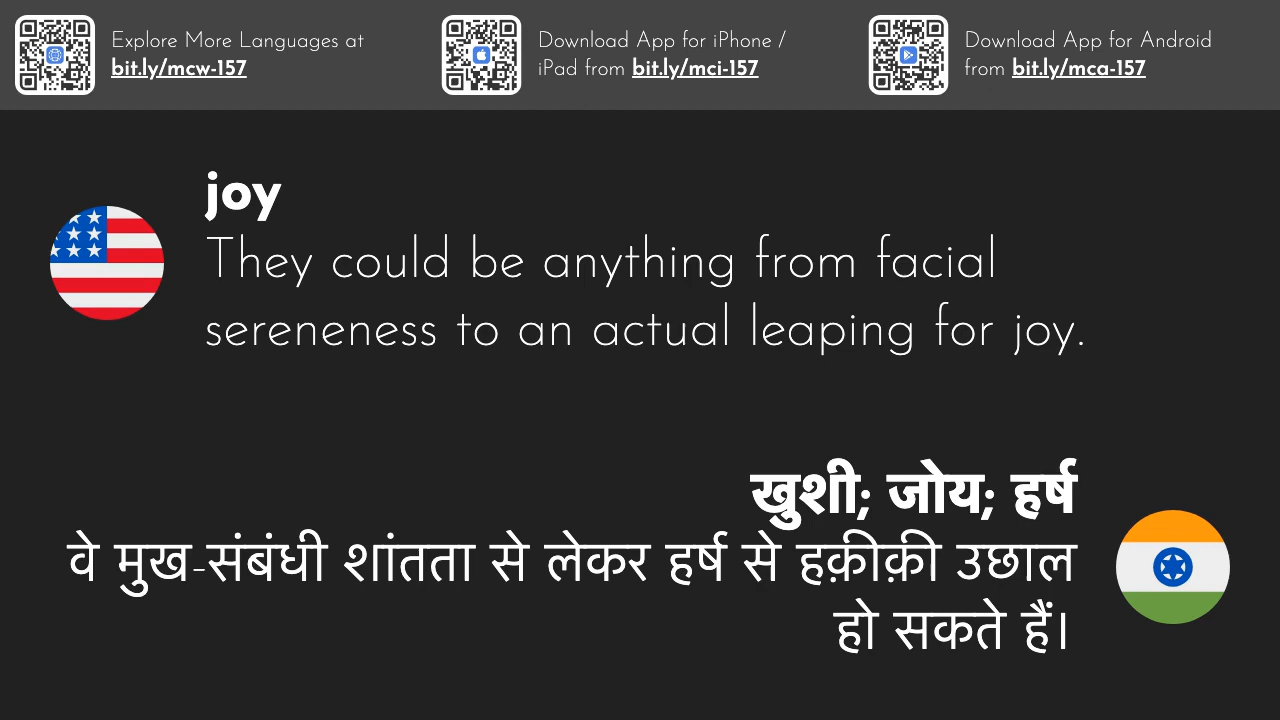 Explore More Languages at
bit.ly/mcw-157
Download App for iPhone /
iPad from bit.ly/mci-157
Download App for Android
from bit.ly/mca-157
joy
They could be anything from facial
sereneness to an actual leaping for joy.
खुशी; जोय; हर्ष
वे मुख-संबंधी शांतता से लेकर हर्ष से हक़ीक़ी उछाल
हो सकते हैं।